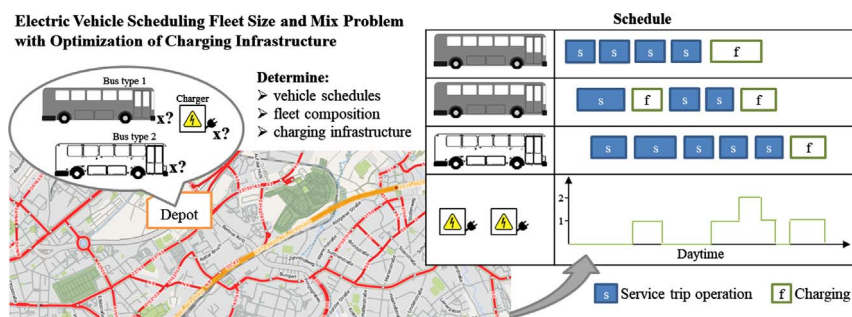 Electric Vehicle Scheduling Fleet Size and Mix Problem
with Optimization of Charging Infrastructure
Bus type 1
x?
Charger
x?
Bus type 2
x?
Determine:
➢ vehicle schedules
➢ fleet composition
➢ charging infrastructure
Depot
Schedule
s s s s f
s f s s f
s s s s s f
2
1
Daytime
s Service trip operation f Charging